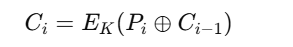 C_i = E_K(P_i ⊕ C_{i−1})